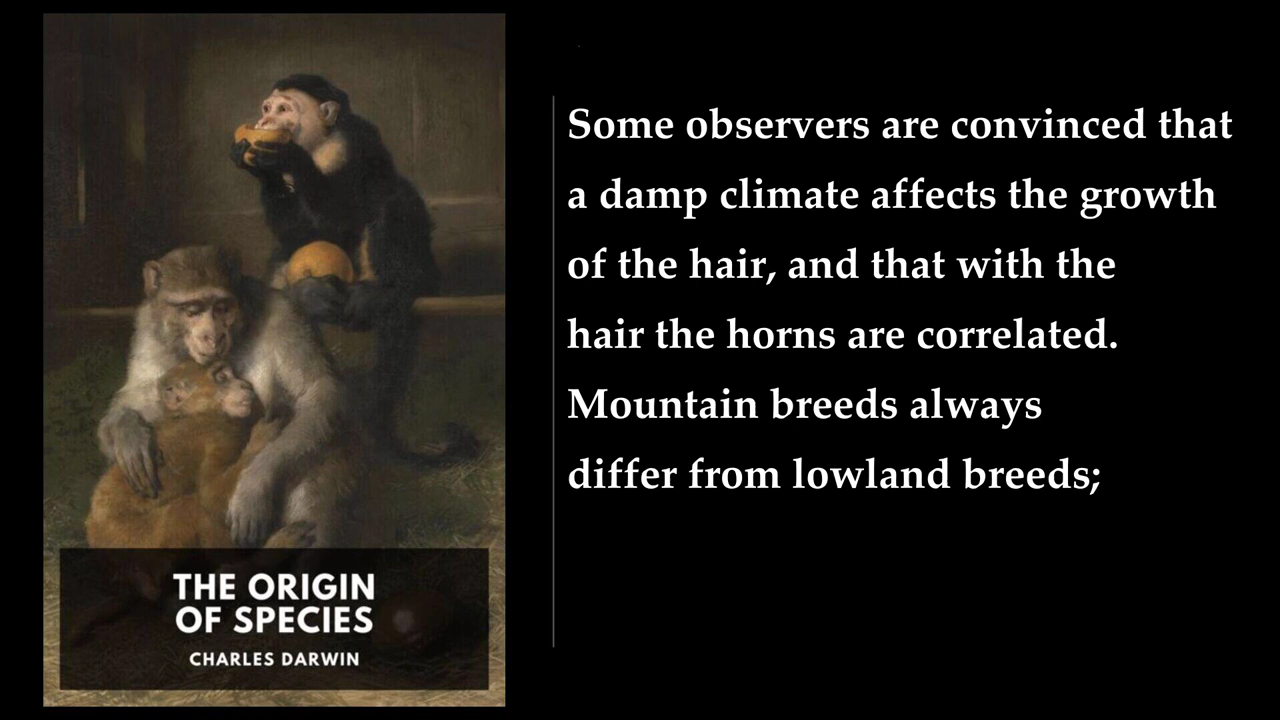 THE ORIGIN
OF SPECIES
CHARLES DARWIN
Some observers are convinced that
a damp climate affects the growth
of the hair, and that with the
hair the horns are correlated.
Mountain breeds always
differ from lowland breeds;